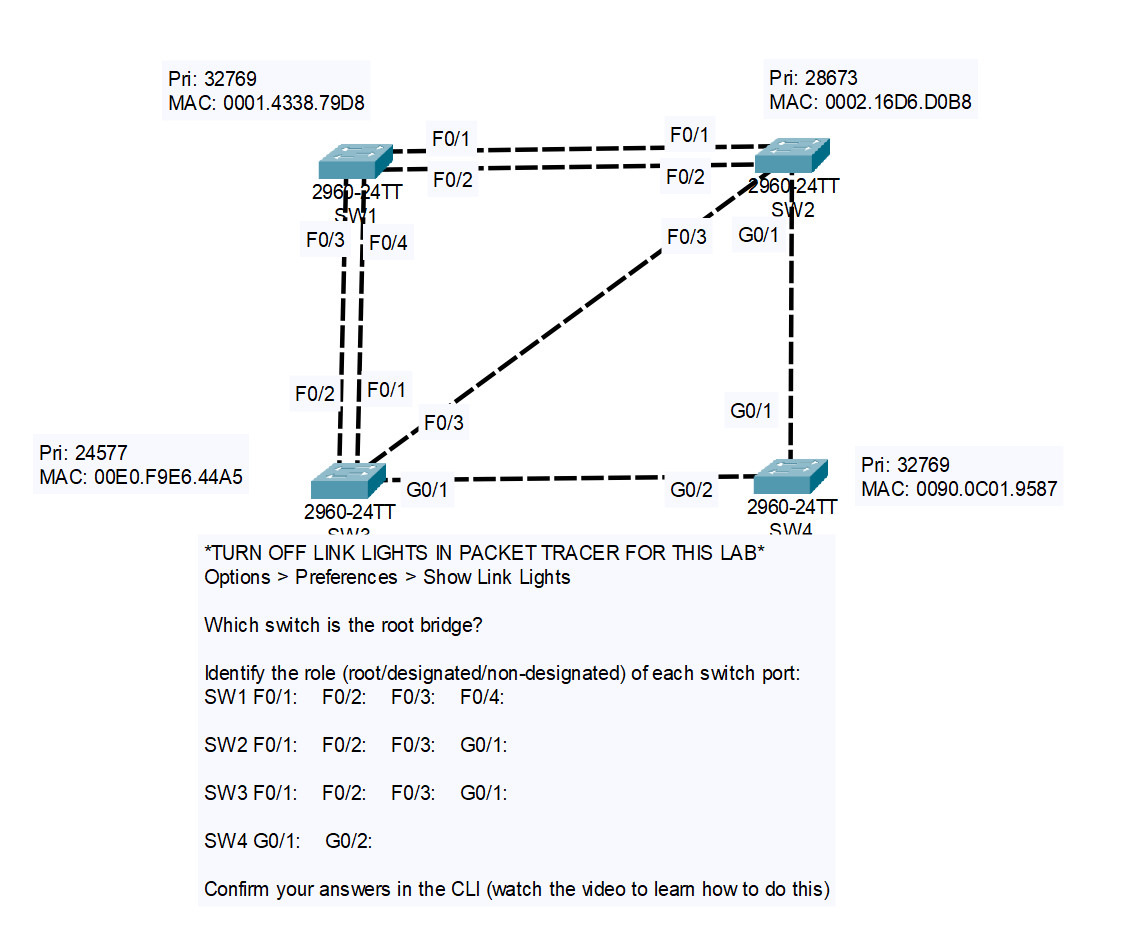 Pri: 32769
MAC: 0001.4338.79D8
Pri: 28673
MAC: 0002.16D6.D0B8
F0/1
F0/1
F0/2
F0/2
2960-24TT
SW1
2960-24TT
SW2
F0/3
F0/4
F0/3
G0/1
F0/2
F0/1
F0/3
G0/1
Pri: 24577
MAC: 00E0.F9E6.44A5
Pri: 32769
MAC: 0090.0C01.9587
G0/1
G0/2
2960-24TT
SW3
2960-24TT
SW4
*TURN OFF LINK LIGHTS IN PACKET TRACER FOR THIS LAB*
Options > Preferences > Show Link Lights
Which switch is the root bridge?
Identify the role (root/designated/non-designated) of each switch port:
SW1 F0/1: F0/2: F0/3: F0/4:
SW2 F0/1: F0/2: F0/3: G0/1:
SW3 F0/1: F0/2: F0/3: G0/1:
SW4 G0/1: G0/2:
Confirm your answers in the CLI (watch the video to learn how to do this)